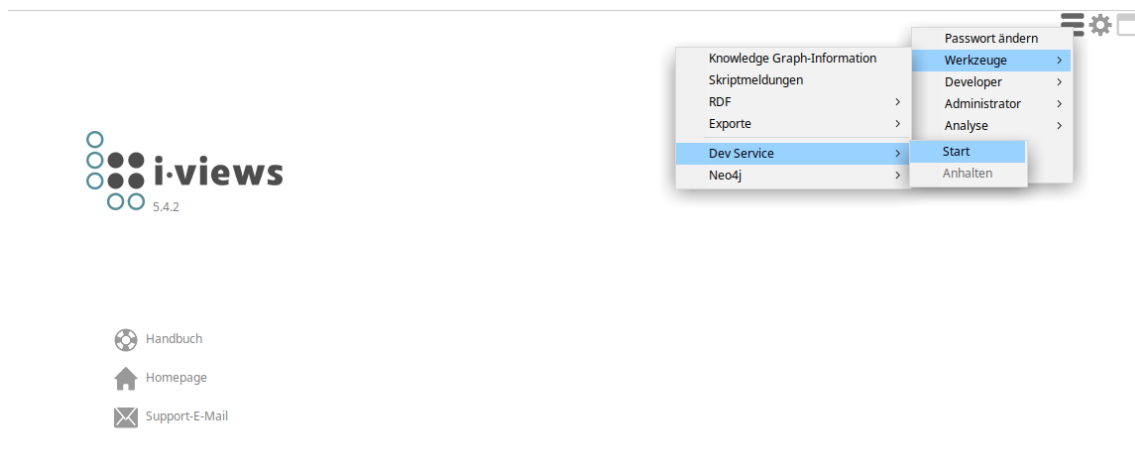 Passwort ändern
Werkzeuge
Developer
Administrator
Analyse
Knowledge Graph-Information
Skriptmeldungen
RDF
Exporte
Dev Service
Neo4j
Start
Anhalten
i·views
5.4.2
Handbuch
Homepage
Support-E-Mail